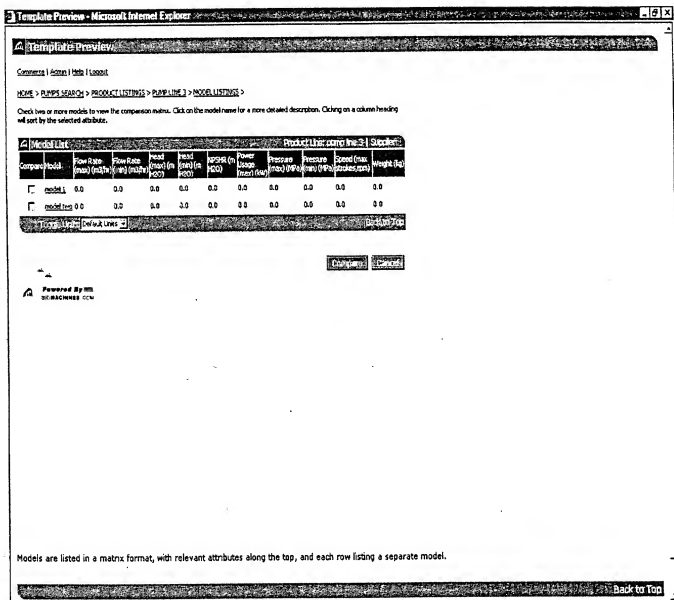 Template Preview - Microsoft Internet Explorer
Template Preview
Commerce | Admin | Help | Logout
HOME > PUMPS SEARCH > PRODUCT LISTINGS > PUMP LINE 3 > MODEL LISTINGS >
Check two or more models to view the comparison matrix. Click on the model name for a more detailed description. Clicking on a column heading
will sort by the selected attribute.
Model List Product Line: pump line 3 | Supplier:
Compare Model Flow Rate (max) (m3/hr) Flow Rate (min) (m3/hr) Head (max) (m H2O) Head (min) (m H2O) NPSHR (m H2O) Power Usage (max) (kW) Pressure (max) (MPa) Pressure (min) (MPa) Speed (max strokes,rpm) Weight (kg)
model 1 0.0 0.0 0.0 0.0 0.0 0.0 0.0 0.0 0.0 0.0
model two 0.0 0.0 0.0 0.0 0.0 0.0 0.0 0.0 0.0 0.0
Default Units Back to Top
Powered By
BIGMACHINES.COM
Models are listed in a matrix format, with relevant attributes along the top, and each row listing a separate model.
Back to Top